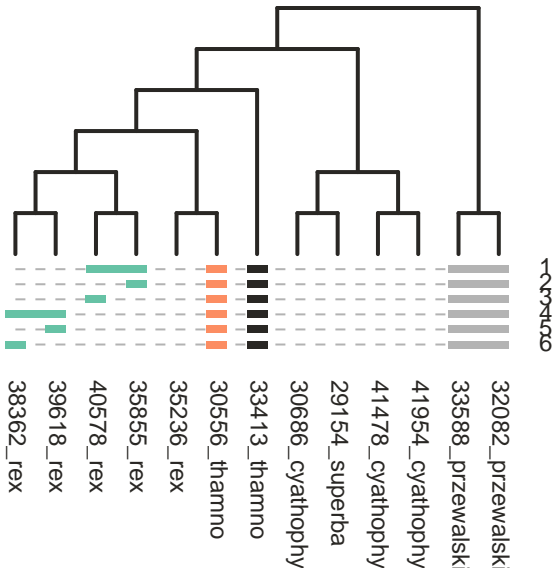 1
2
3
4
5
6
38362_rex
39618_rex
40578_rex
35855_rex
35236_rex
30556_thamno
33413_thamno
30686_cyathophy
29154_superba
41478_cyathophy
41954_cyathophy
33588_przewalski
32082_przewalski